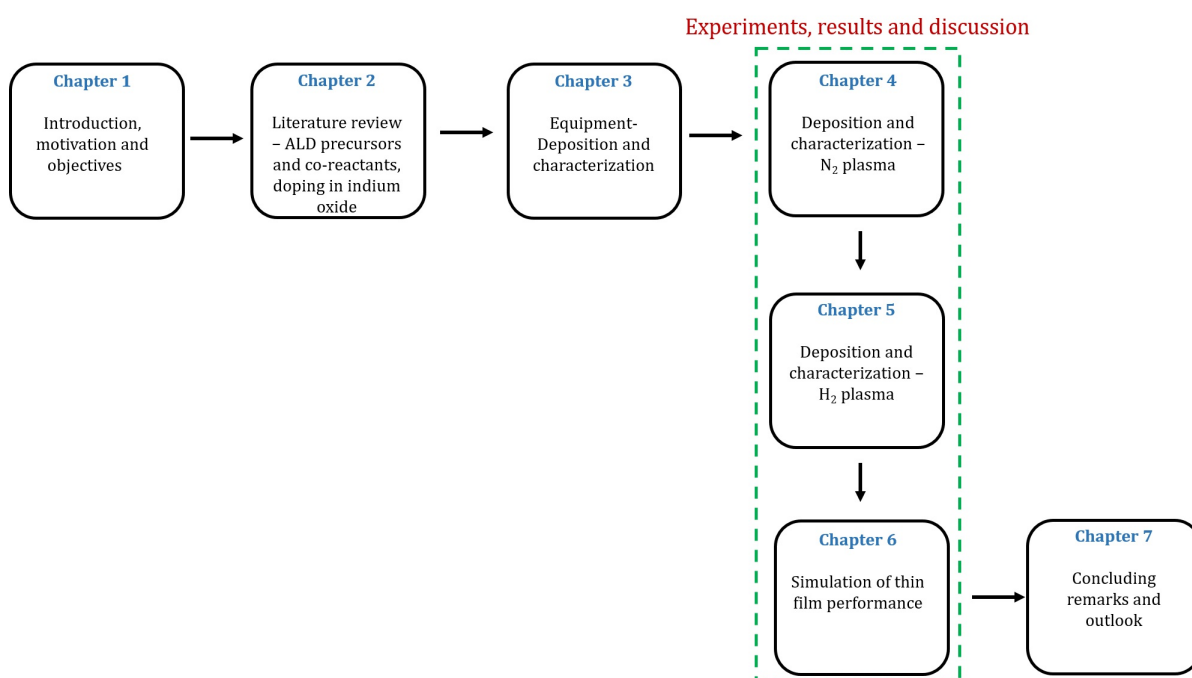 Experiments, results and discussion
Chapter 1
Introduction,
motivation and
objectives
Chapter 2
Literature review
– ALD precursors
and co-reactants,
doping in indium
oxide
Chapter 3
Equipment-
Deposition and
characterization
Chapter 4
Deposition and
characterization –
N₂ plasma
Chapter 5
Deposition and
characterization –
H₂ plasma
Chapter 6
Simulation of thin
film performance
Chapter 7
Concluding
remarks and
outlook